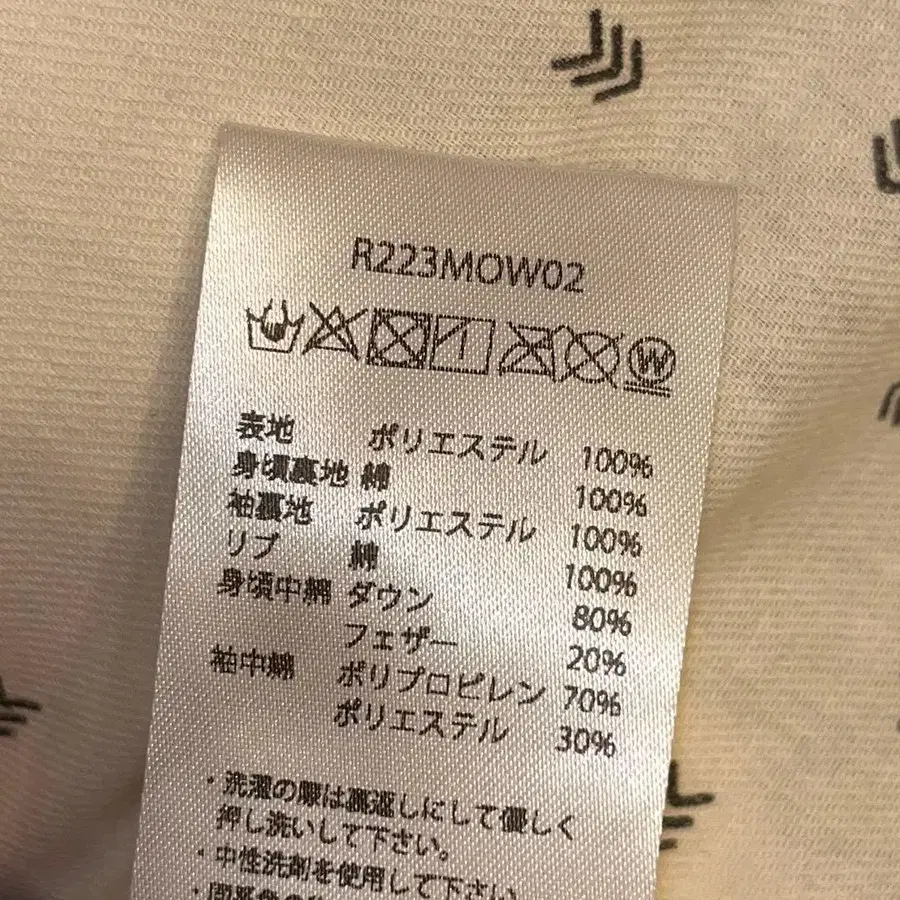 R223MOW02
W
表地 ポリエステル 100%
身頃裏地 綿 100%
袖裏地 ポリエステル 100%
リブ 綿 100%
身頃中綿 ダウン 80%
フェザー 20%
袖中綿 ポリプロピレン 70%
ポリエステル 30%
・洗濯の際は裏返しにして優しく
押し洗いして下さい。
・中性洗剤を使用して下さい。